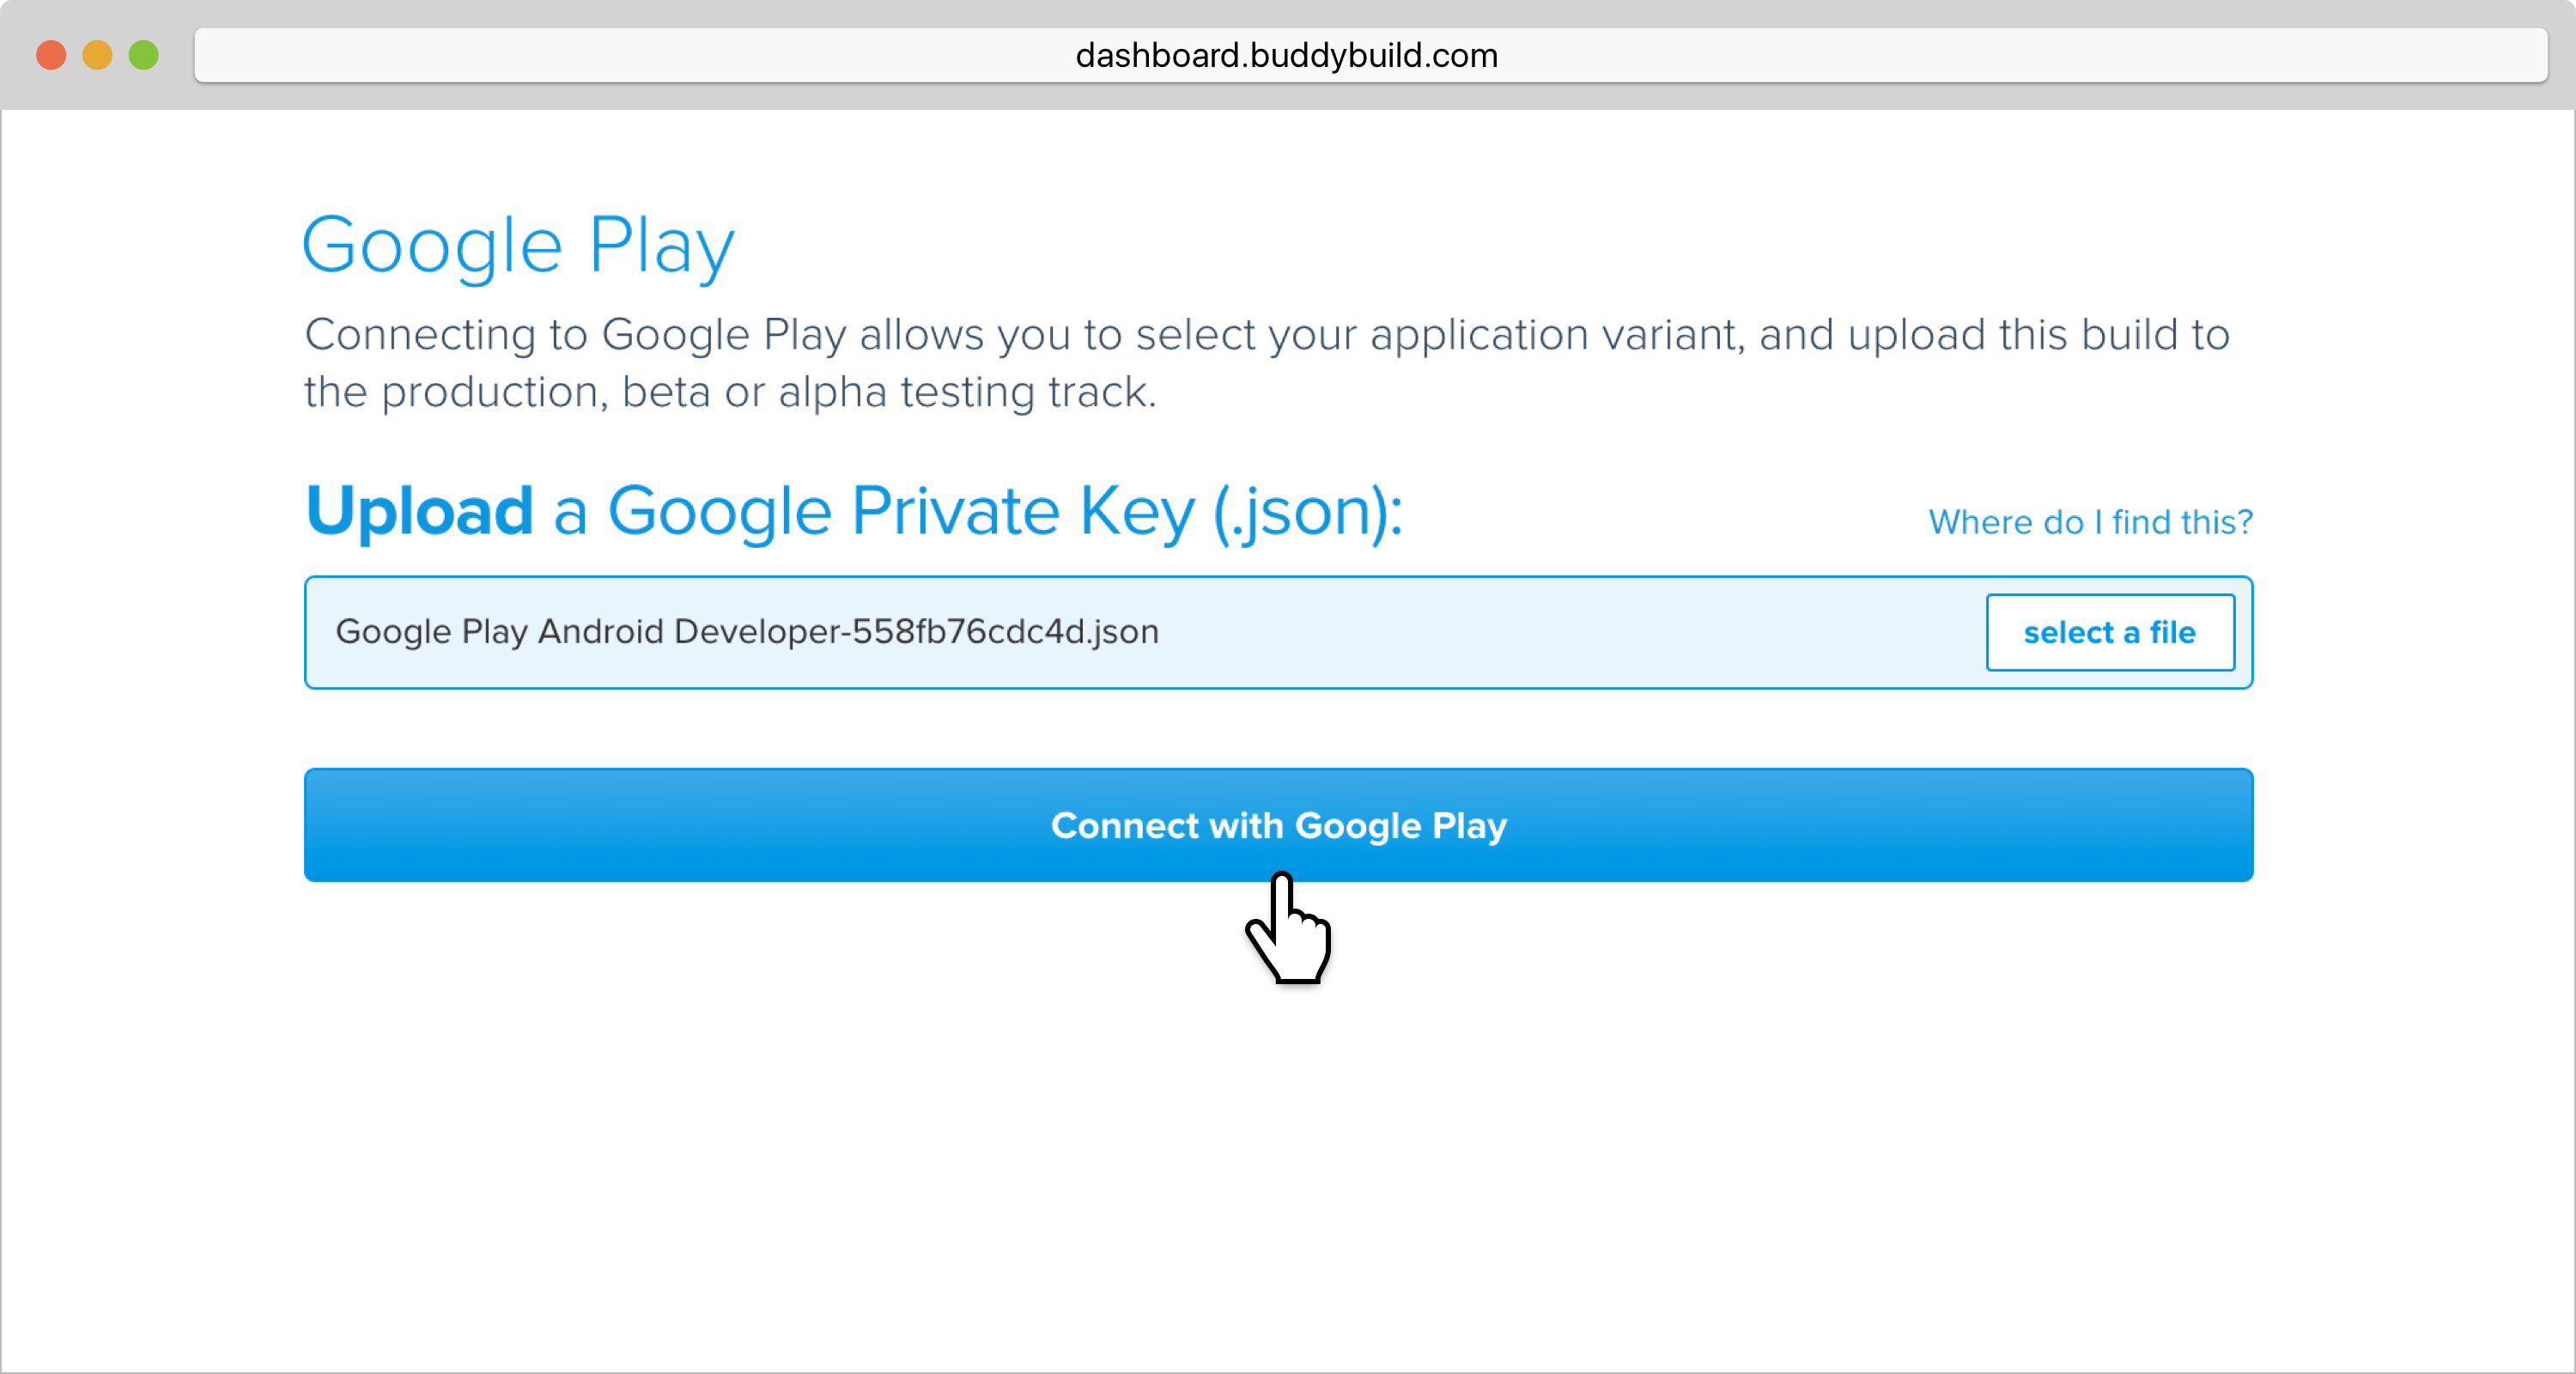 dashboard.buddybuild.com
Google Play
Connecting to Google Play allows you to select your application variant, and upload this build to
the production, beta or alpha testing track.
Upload a Google Private Key (.json):
Where do I find this?
Google Play Android Developer-558fb76cdc4d.json
select a file
Connect with Google Play